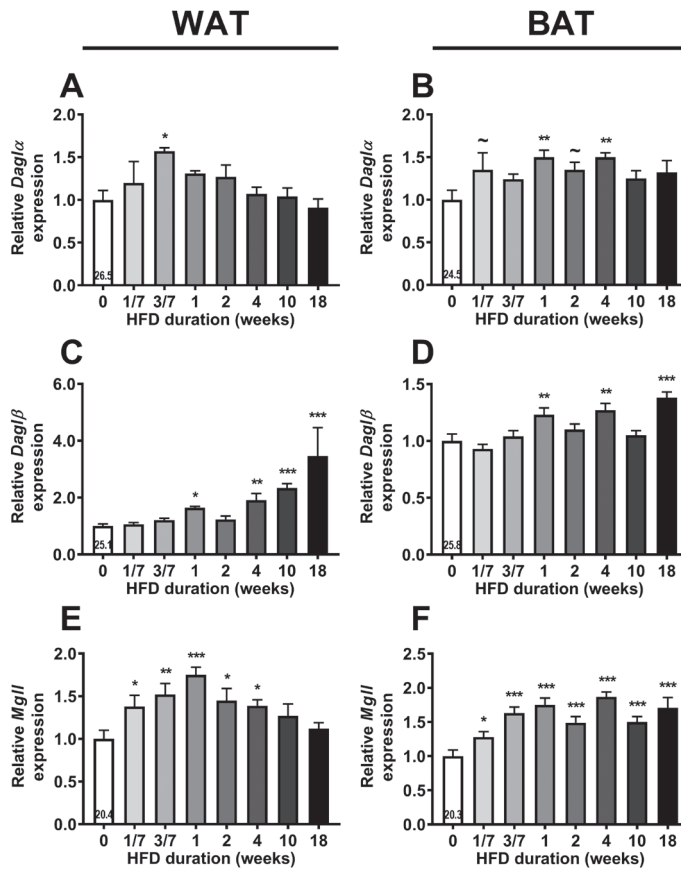 WAT
BAT
A
Relative Daglα
expression
2.0
1.5
1.0
0.5
0.0
*
26.5
0 1/7 3/7 1 2 4 10 18
HFD duration (weeks)
B
Relative Daglα
expression
2.0
1.5
1.0
0.5
0.0
~ ** ~ **
24.5
0 1/7 3/7 1 2 4 10 18
HFD duration (weeks)
C
Relative Daglβ
expression
6.0
4.0
2.0
0.0
* ** *** ***
25.1
0 1/7 3/7 1 2 4 10 18
HFD duration (weeks)
D
Relative Daglβ
expression
1.5
1.0
0.5
0.0
** ** ***
25.8
0 1/7 3/7 1 2 4 10 18
HFD duration (weeks)
E
Relative Mgll
expression
2.0
1.5
1.0
0.5
0.0
* ** *** * *
20.4
0 1/7 3/7 1 2 4 10 18
HFD duration (weeks)
F
Relative Mgll
expression
2.5
2.0
1.5
1.0
0.5
0.0
* *** *** *** *** *** ***
20.3
0 1/7 3/7 1 2 4 10 18
HFD duration (weeks)